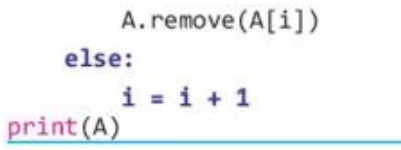 A.remove(A[i])
    else:
        i = i + 1
print(A)